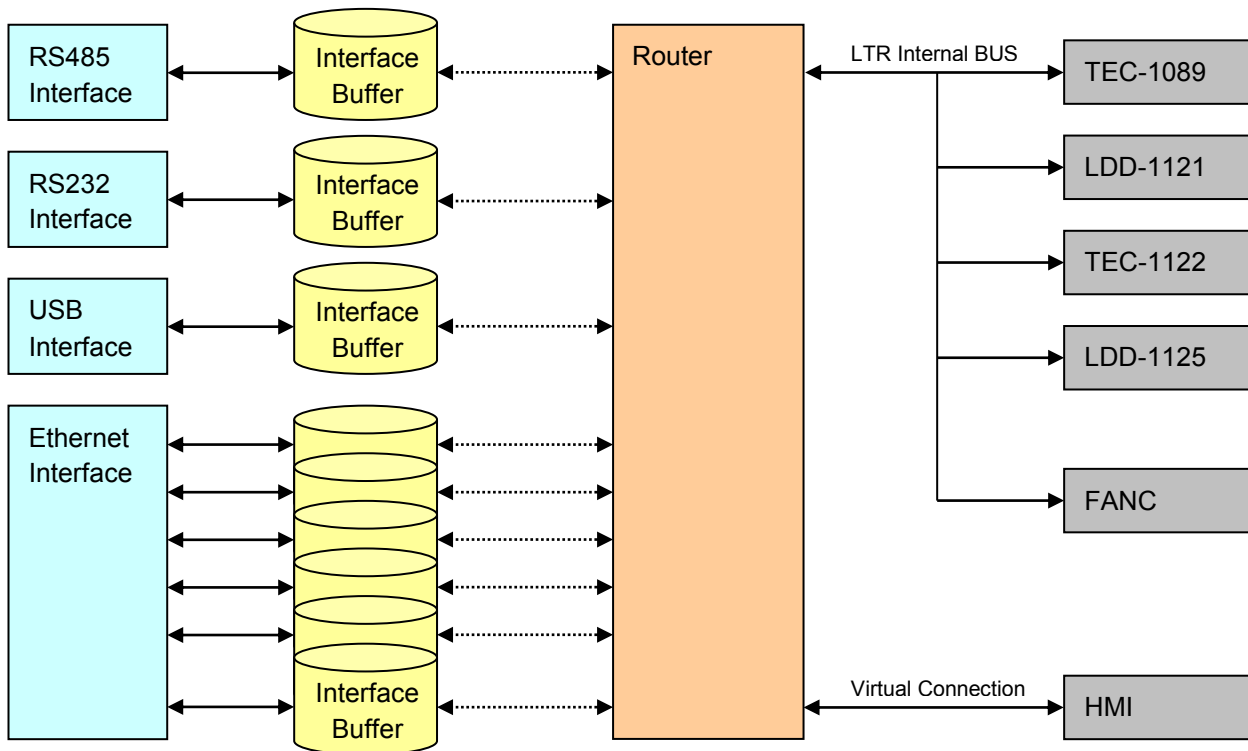 RS485
Interface
Interface
Buffer
Router
LTR Internal BUS
TEC-1089
LDD-1121
RS232
Interface
Interface
Buffer
TEC-1122
USB
Interface
Interface
Buffer
LDD-1125
Ethernet
Interface
FANC
Interface
Buffer
Virtual Connection
HMI